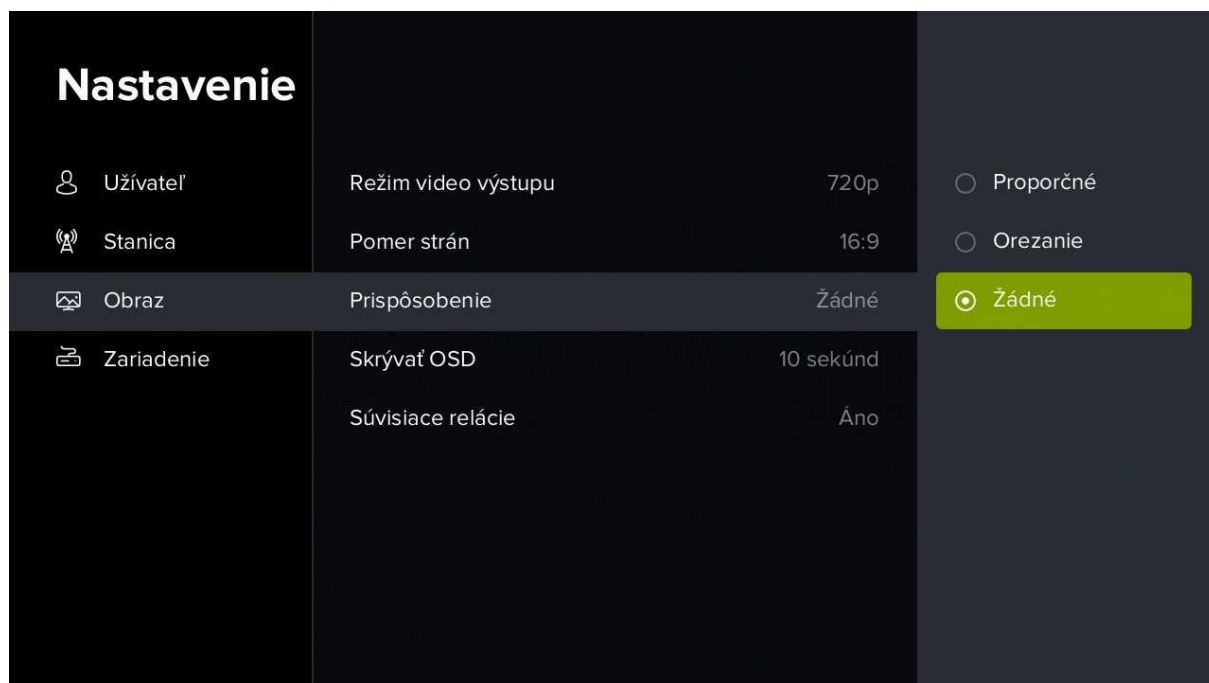 Nastavenie
Užívateľ
Stanica
Obraz
Zariadenie
Režim video výstupu 720p
Pomer strán 16:9
Prispôsobenie Žádné
Skrývať OSD 10 sekúnd
Súvisiace relácie Áno
Proporčné
Orezanie
Žádné